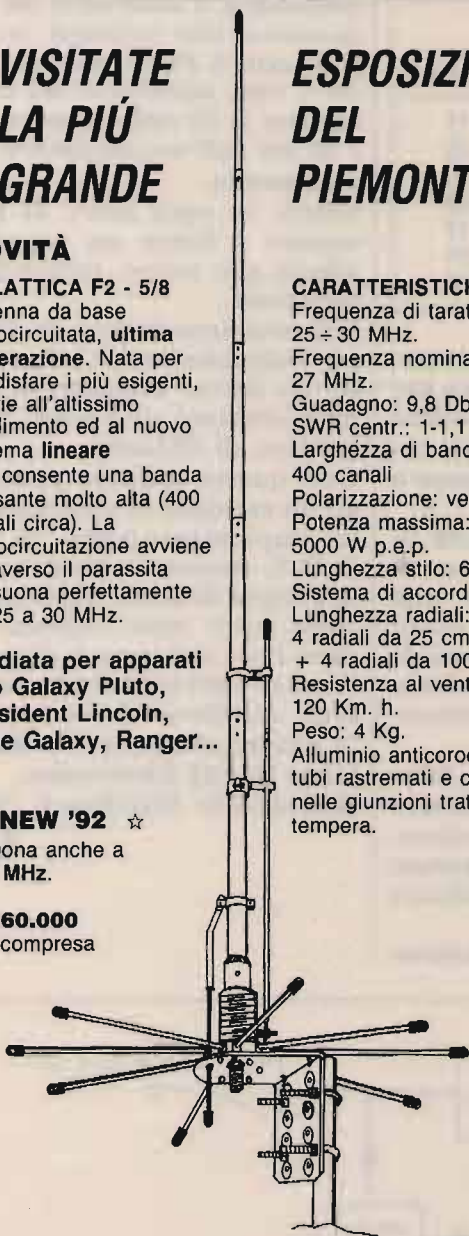 VISITATE
LA PIÚ
GRANDE
OVITÀ
LATTICA F2 - 5/8
enna da base
ocircuitata, ultima
erazione. Nata per
disfare i più esigenti,
ie all'altissimo
dimento ed al nuovo
ema lineare
consente una banda
sante molto alta (400
ali circa). La
ocircuitazione avviene
averso il parassita
suona perfettamente
25 a 30 MHz.
diata per apparati
o Galaxy Pluto,
sident Lincoln,
e Galaxy, Ranger...
NEW '92 ☆
ona anche a
MHz.
60.000
compresa
ESPOSIZI
DEL
PIEMONT
CARATTERISTICH
Frequenza di tarat
25 ÷ 30 MHz.
Frequenza nomina
27 MHz.
Guadagno: 9,8 Db
SWR centr.: 1-1,1
Larghezza di band
400 canali
Polarizzazione: ve
Potenza massima:
5000 W p.e.p.
Lunghezza stilo: 6
Sistema di accord
Lunghezza radiali:
4 radiali da 25 cm
+ 4 radiali da 100
Resistenza al vent
120 Km. h.
Peso: 4 Kg.
Alluminio anticoroc
tubi rastremati e c
nelle giunzioni trat
tempera.